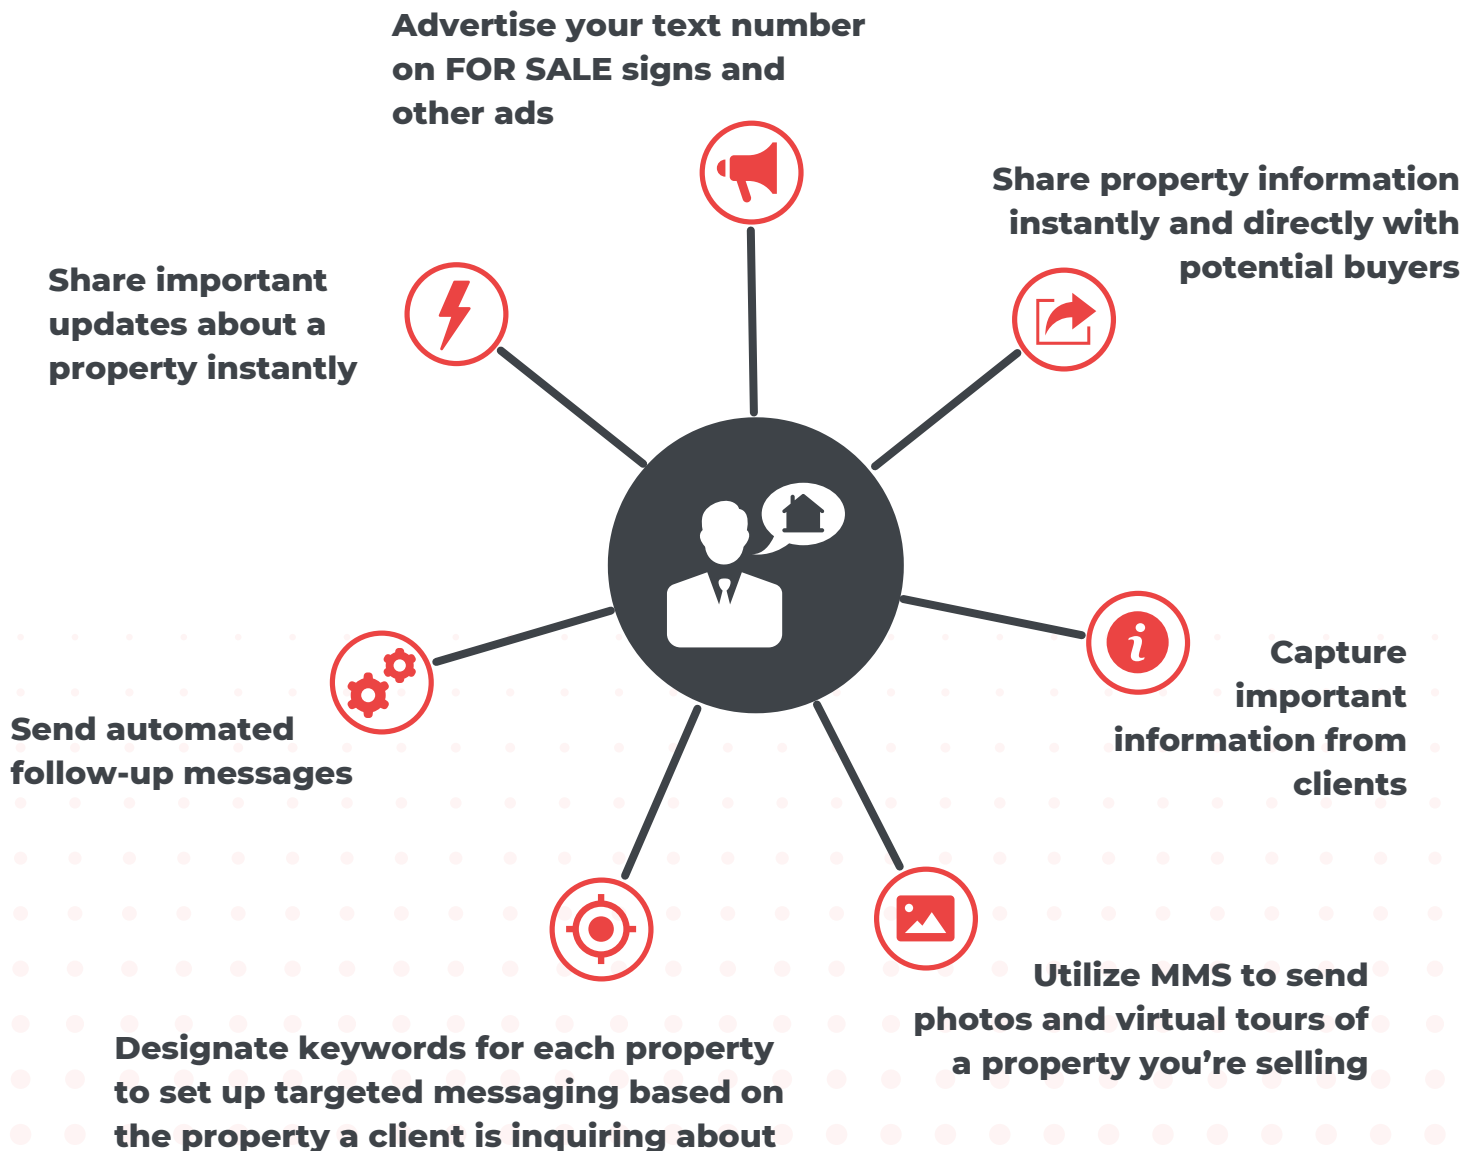 Advertise your text number
on FOR SALE signs and
other ads
Share property information
instantly and directly with
potential buyers
Share important
updates about a
property instantly
Capture
important
information from
clients
Send automated
follow-up messages
Utilize MMS to send
photos and virtual tours of
a property you’re selling
Designate keywords for each property
to set up targeted messaging based on
the property a client is inquiring about